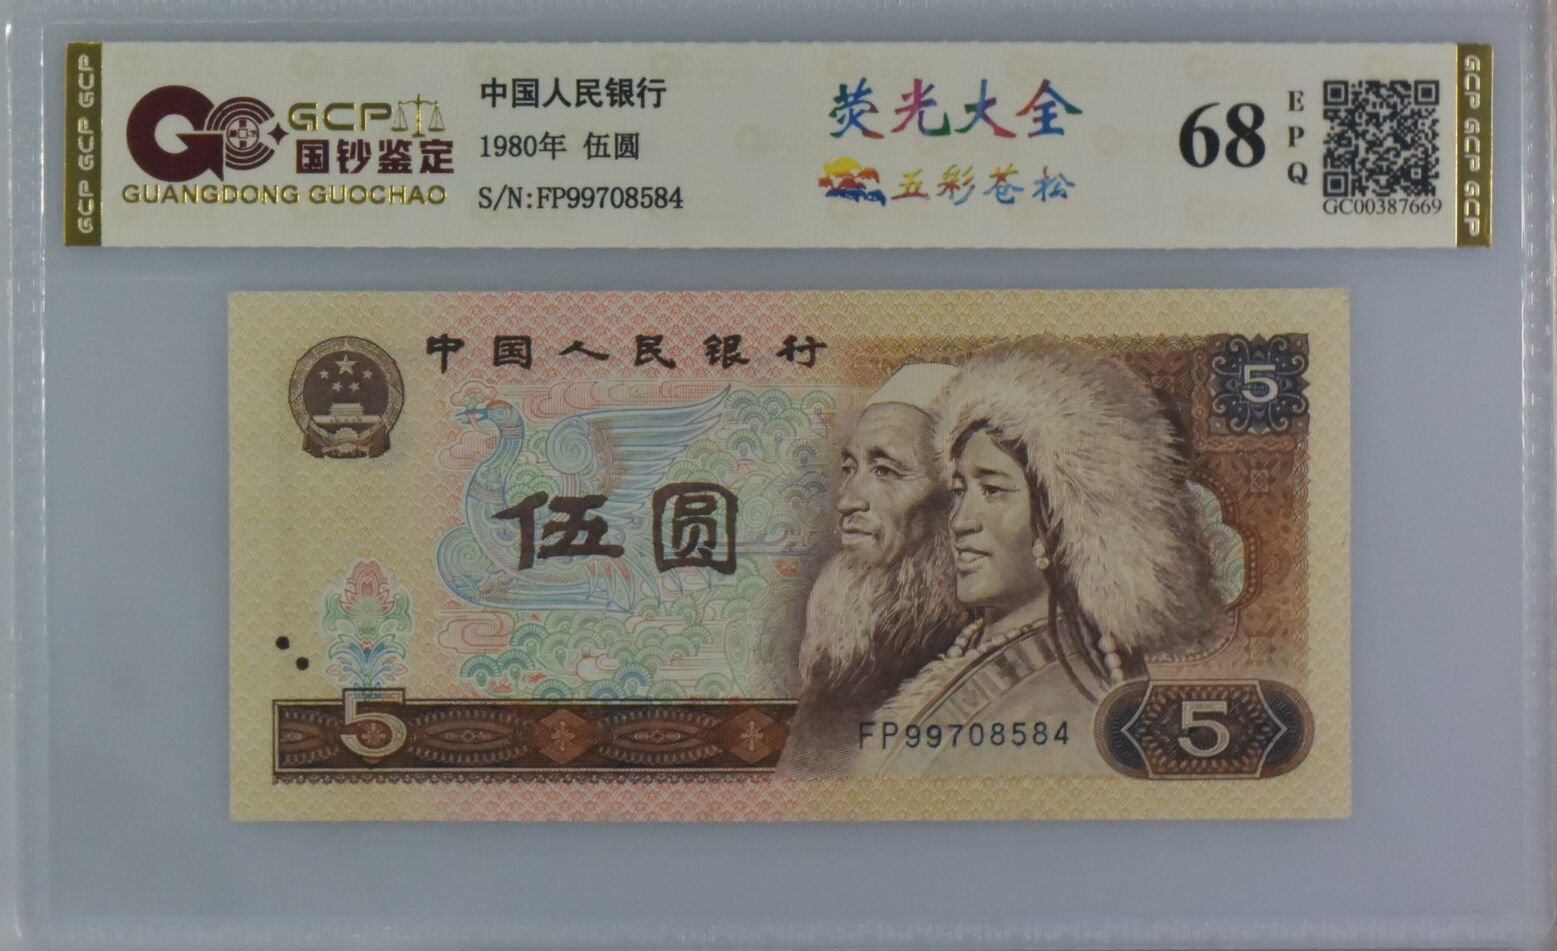 GCP GCP GCP
GCP
国钞鉴定
GUANGDONG GUOCHAO
中国人民银行
1980年 伍圆
S/N:FP99708584
荧光大全
五彩苍松
68
EPQ
GC00387669
GCP GCP GCP
中国人民银行
5
伍圆
5
FP99708584
5